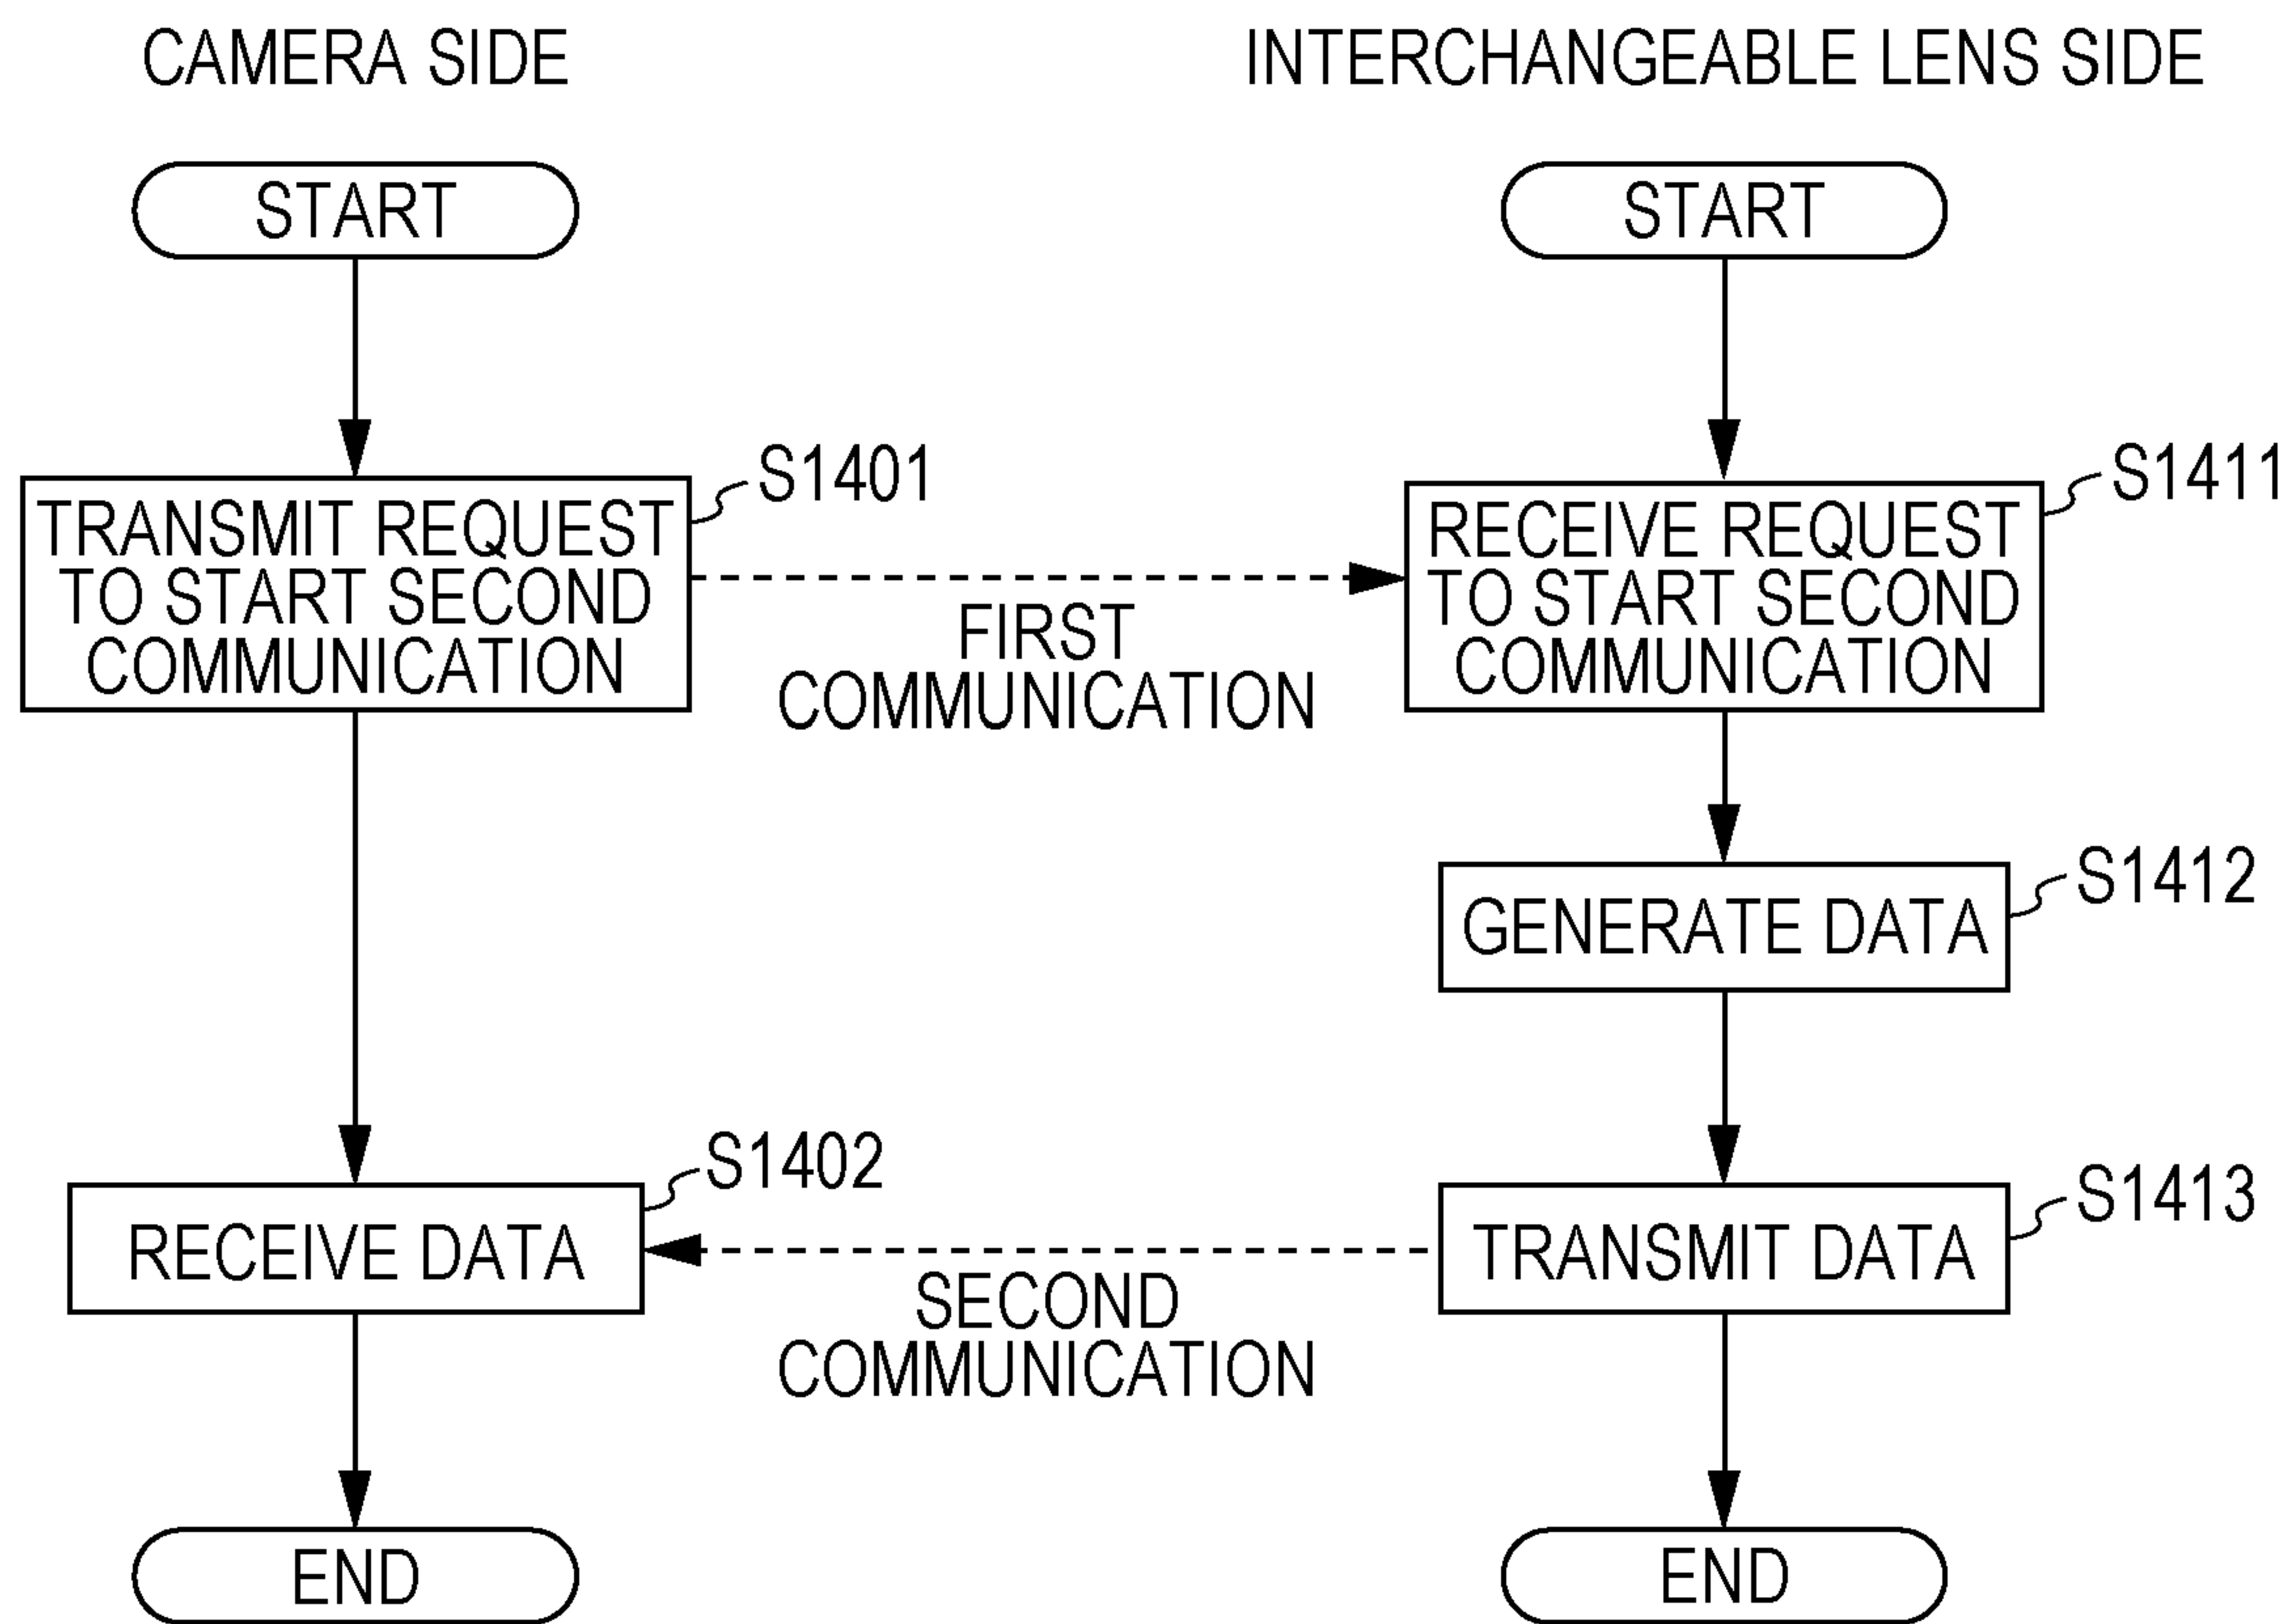 CAMERA SIDE
INTERCHANGEABLE LENS SIDE
START
START
S1401
TRANSMIT REQUEST
TO START SECOND
COMMUNICATION
S1411
RECEIVE REQUEST
TO START SECOND
COMMUNICATION
FIRST
COMMUNICATION
S1412
GENERATE DATA
S1402
RECEIVE DATA
S1413
TRANSMIT DATA
SECOND
COMMUNICATION
END
END